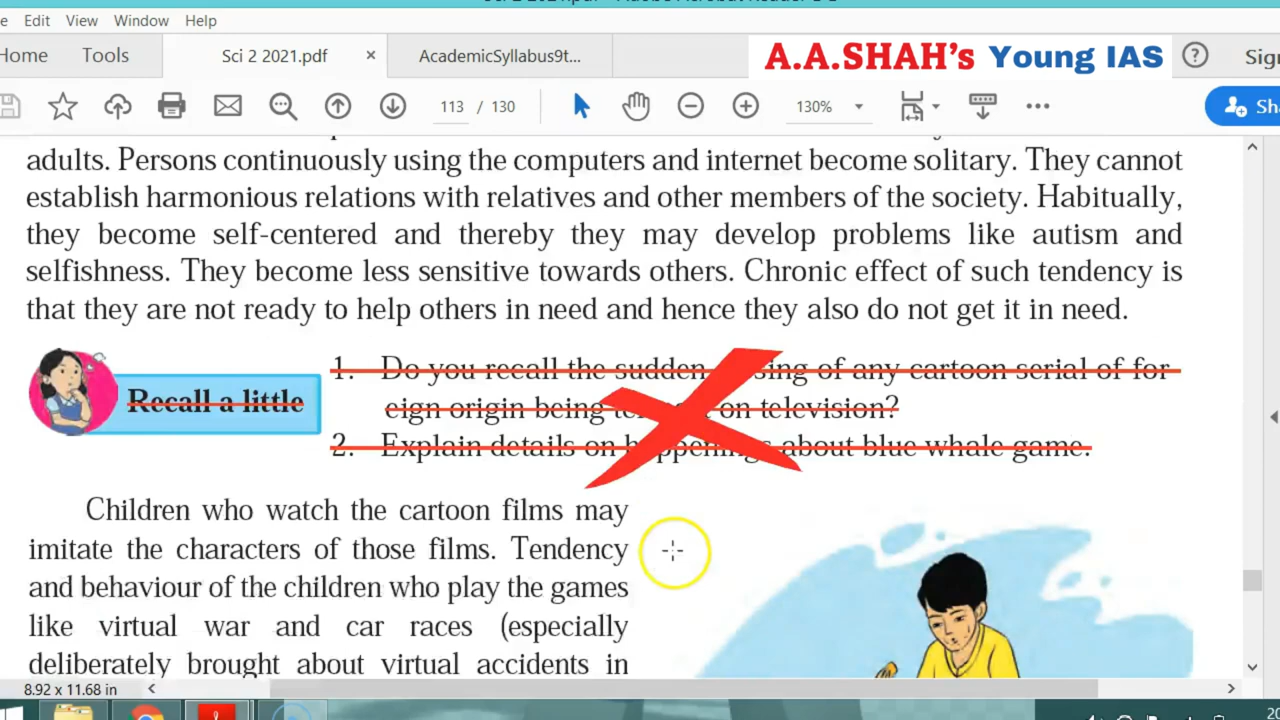 Edit View Window Help
Home Tools Sci 2 2021.pdf × AcademicSyllabus9t... A.A.SHAH's Young IAS
113 / 130 130%
adults. Persons continuously using the computers and internet become solitary. They cannot
establish harmonious relations with relatives and other members of the society. Habitually,
they become self-centered and thereby they may develop problems like autism and
selfishness. They become less sensitive towards others. Chronic effect of such tendency is
that they are not ready to help others in need and hence they also do not get it in need.
Recall a little
1. Do you recall the sudden of any cartoon serial of for
eign origin being on television?
2. Explain details on about blue whale game.
Children who watch the cartoon films may
imitate the characters of those films. Tendency
and behaviour of the children who play the games
like virtual war and car races (especially
deliberately brought about virtual accidents in
8.92 x 11.68 in